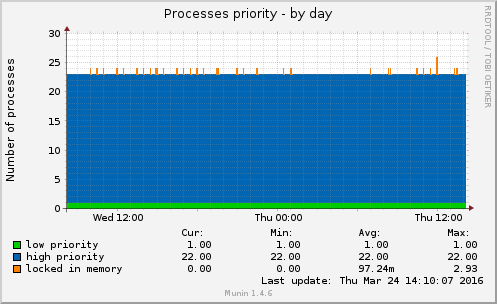 Processes priority - by day
RRDTOOL / TOBI OETIKER
Number of processes
30
25
20
15
10
5
0
Wed 12:00 Thu 00:00 Thu 12:00
Cur: Min: Avg: Max:
low priority 1.00 1.00 1.00 1.00
high priority 22.00 22.00 22.00 22.00
locked in memory 0.00 0.00 97.24m 2.93
Last update: Thu Mar 24 14:10:07 2016
Munin 1.4.6